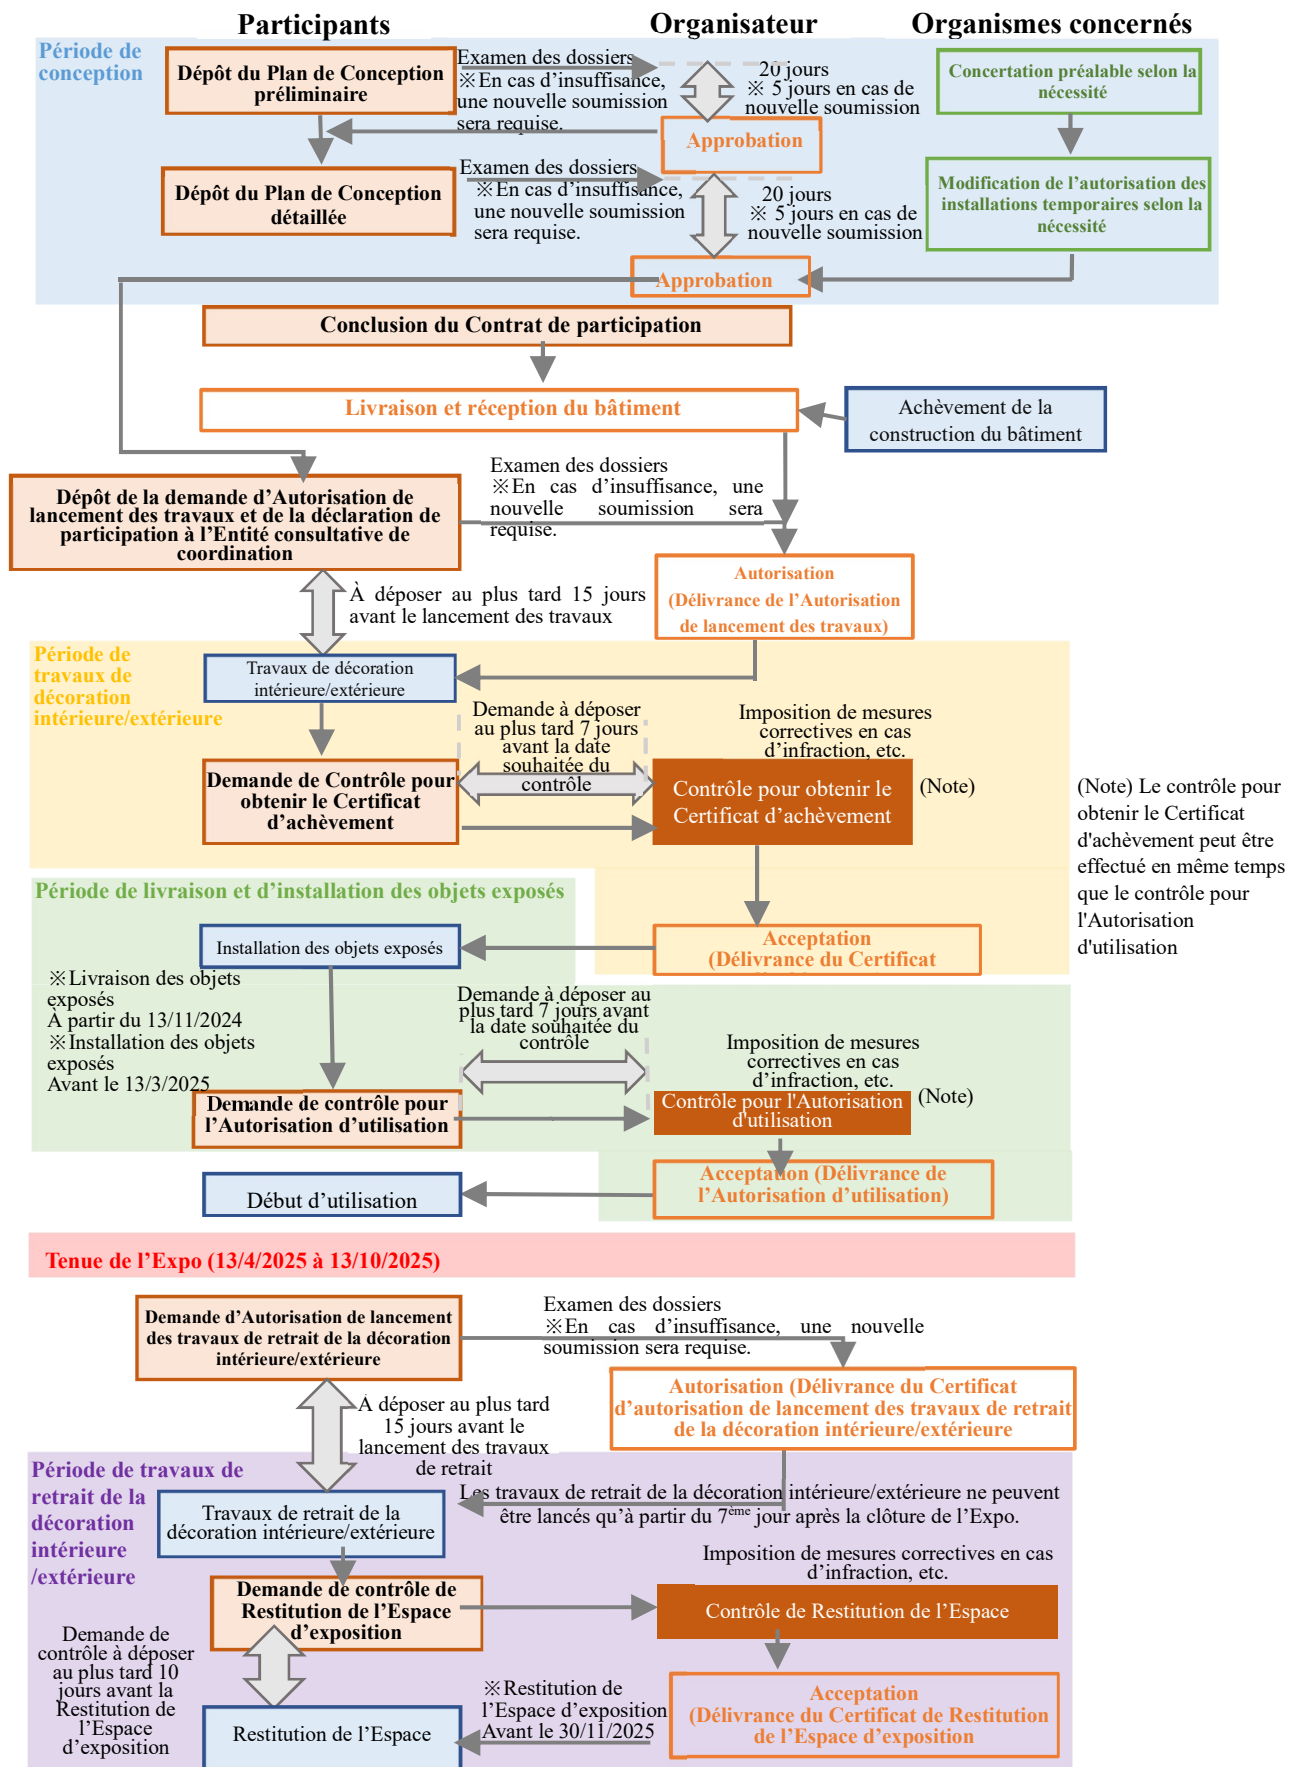 Participants
Organisateur
Organismes concernés
Période de
conception
Dépôt du Plan de Conception
préliminaire
Examen des dossiers
※En cas d’insuffisance,
une nouvelle soumission
sera requise.
20 jours
※ 5 jours en cas de
nouvelle soumission
Concertation préalable selon la
nécessité
Approbation
Dépôt du Plan de Conception
détaillée
Examen des dossiers
※En cas d’insuffisance,
une nouvelle soumission
sera requise.
20 jours
※ 5 jours en cas de
nouvelle soumission
Modification de l’autorisation des
installations temporaires selon la
nécessité
Approbation
Conclusion du Contrat de participation
Livraison et réception du bâtiment
Achèvement de la
construction du bâtiment
Dépôt de la demande d’Autorisation de
lancement des travaux et de la déclaration de
participation à l’Entité consultative de
coordination
Examen des dossiers
※En cas d’insuffisance, une
nouvelle soumission sera
requise.
Autorisation
(Délivrance de l’Autorisation
de lancement des travaux)
À déposer au plus tard 15 jours
avant le lancement des travaux
Période de
travaux de
décoration
intérieure/extérieure
Travaux de décoration
intérieure/extérieure
Demande à déposer
au plus tard 7 jours
avant la date
souhaitée du
contrôle
Imposition de mesures
correctives en cas
d’infraction, etc.
Demande de Contrôle pour
obtenir le Certificat
d’achèvement
Contrôle pour obtenir le
Certificat d’achèvement
(Note)
(Note) Le contrôle pour
obtenir le Certificat
d'achèvement peut être
effectué en même temps
que le contrôle pour
l'Autorisation
d'utilisation
Période de livraison et d’installation des objets exposés
Installation des objets exposés
Acceptation
(Délivrance du Certificat
※Livraison des objets
exposés
À partir du 13/11/2024
※Installation des objets
exposés
Avant le 13/3/2025
Demande à déposer au
plus tard 7 jours avant
la date souhaitée du
contrôle
Imposition de mesures
correctives en cas
d’infraction, etc.
Demande de contrôle pour
l’Autorisation d’utilisation
Contrôle pour l'Autorisation
d'utilisation
(Note)
Début d’utilisation
Acceptation (Délivrance de
l’Autorisation d’utilisation)
Tenue de l’Expo (13/4/2025 à 13/10/2025)
Demande d’Autorisation de lancement
des travaux de retrait de la décoration
intérieure/extérieure
Examen des dossiers
※En cas d’insuffisance, une nouvelle
soumission sera requise.
Autorisation (Délivrance du Certificat
d’autorisation de lancement des travaux de retrait
de la décoration intérieure/extérieure
À déposer au plus tard
15 jours avant le
lancement des travaux
de retrait
Période de travaux de
retrait de la
décoration
intérieure
/extérieure
Travaux de retrait de la
décoration intérieure/extérieure
Les travaux de retrait de la décoration intérieure/extérieure ne peuvent
être lancés qu’à partir du 7ème jour après la clôture de l’Expo.
Imposition de mesures correctives en cas
d’infraction, etc.
Demande de contrôle de
Restitution de l’Espace
d’exposition
Contrôle de Restitution de l’Espace
Demande de
contrôle à déposer
au plus tard 10
jours avant la
Restitution de
l’Espace
d’exposition
Restitution de l’Espace
※Restitution de
l’Espace d’exposition
Avant le 30/11/2025
Acceptation
(Délivrance du Certificat de Restitution
de l’Espace d’exposition